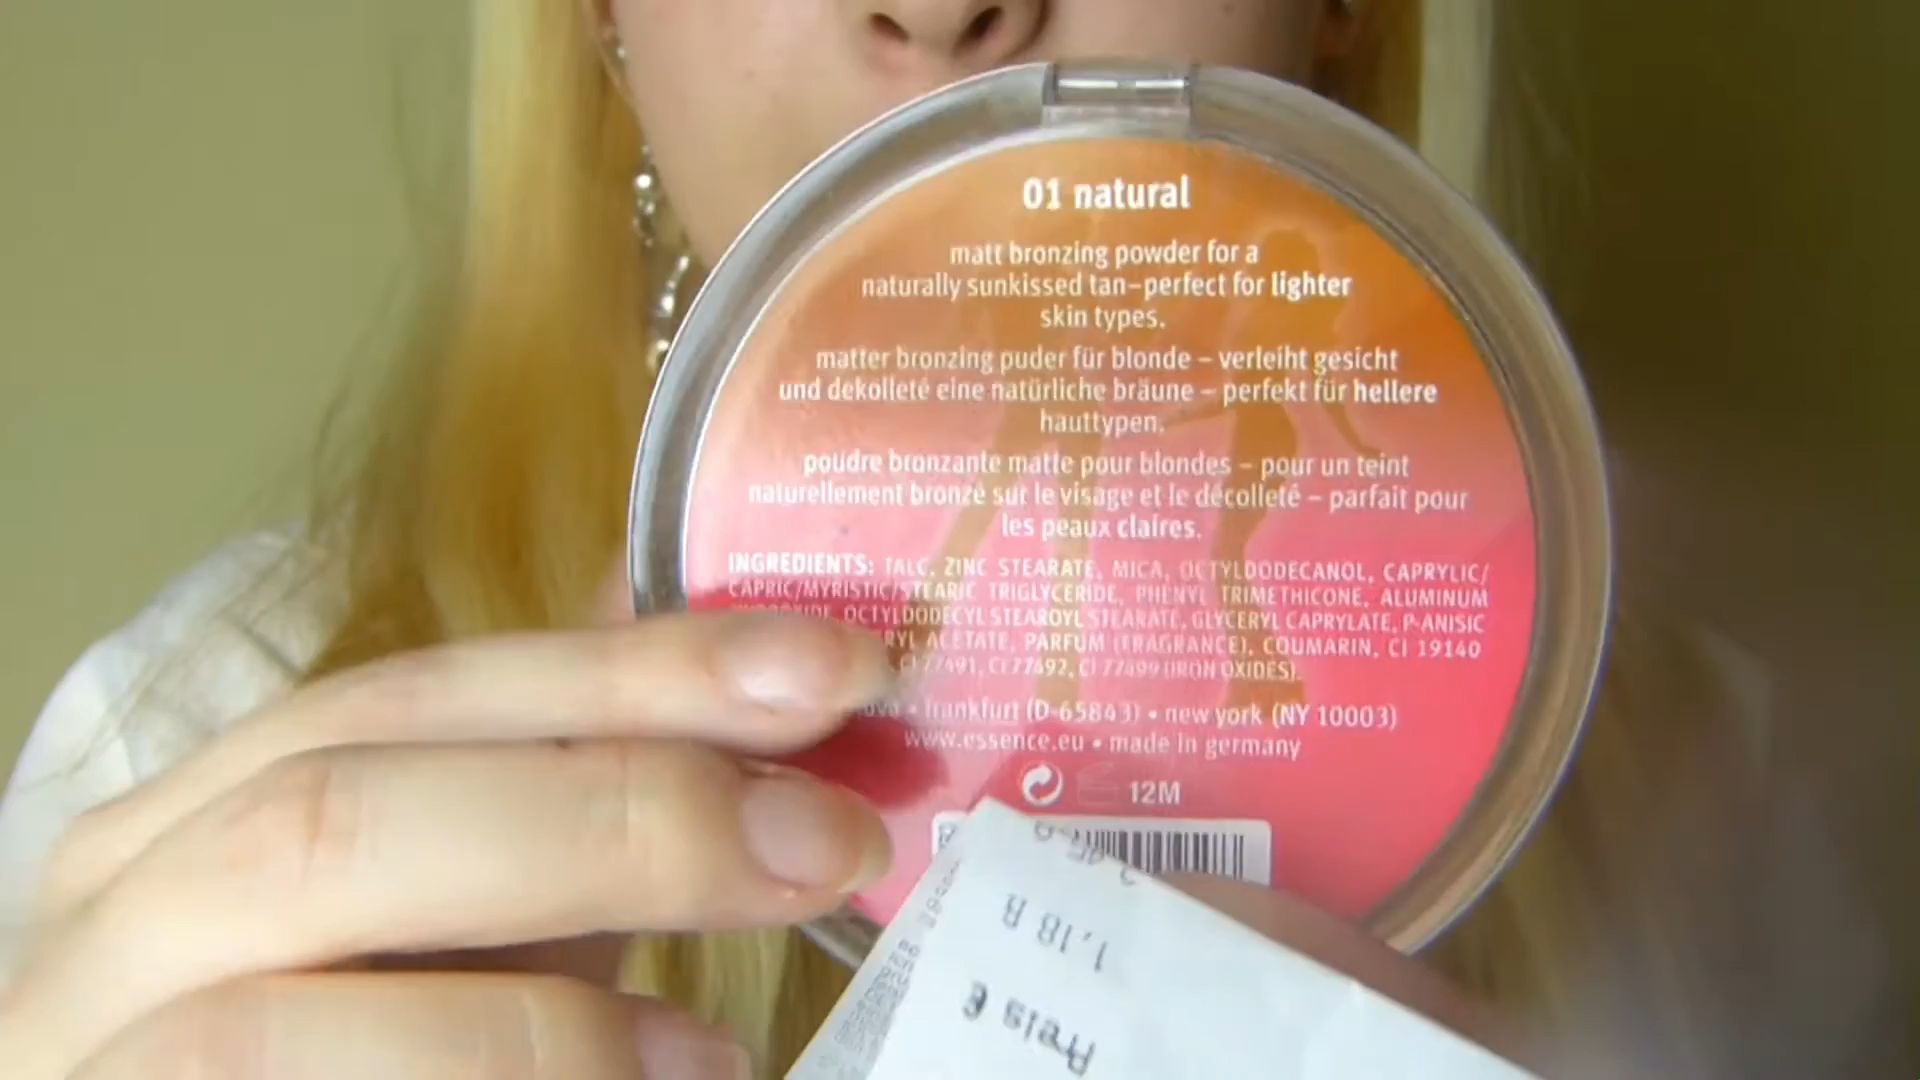 01 natural
matt bronzing powder for a
naturally sunkissed tan–perfect for lighter
skin types.
matter bronzing puder für blonde – verleiht gesicht
und dekolleté eine natürliche bräune – perfekt für hellere
hauttypen.
poudre bronzante matte pour blondes – pour un teint
naturellement bronzé sur le visage et le décolleté – parfait pour
les peaux claires.
INGREDIENTS: TALC, ZINC STEARATE, MICA, OCTYLDODECANOL, CAPRYLIC/
CAPRIC/MYRISTIC/STEARIC TRIGLYCERIDE, PHENYL TRIMETHICONE, ALUMINUM
OCTYLDODECYL STEAROYL STEARATE, GLYCERYL CAPRYLATE, P-ANISIC
ACETATE, PARFUM (FRAGRANCE), COUMARIN, CI 19140
CI 77491, CI 77492, CI 77499 (IRON OXIDES).
• frankfurt (D-65843) • new york (NY 10003)
www.essence.eu • made in germany
12M
1,18 B
Preis €